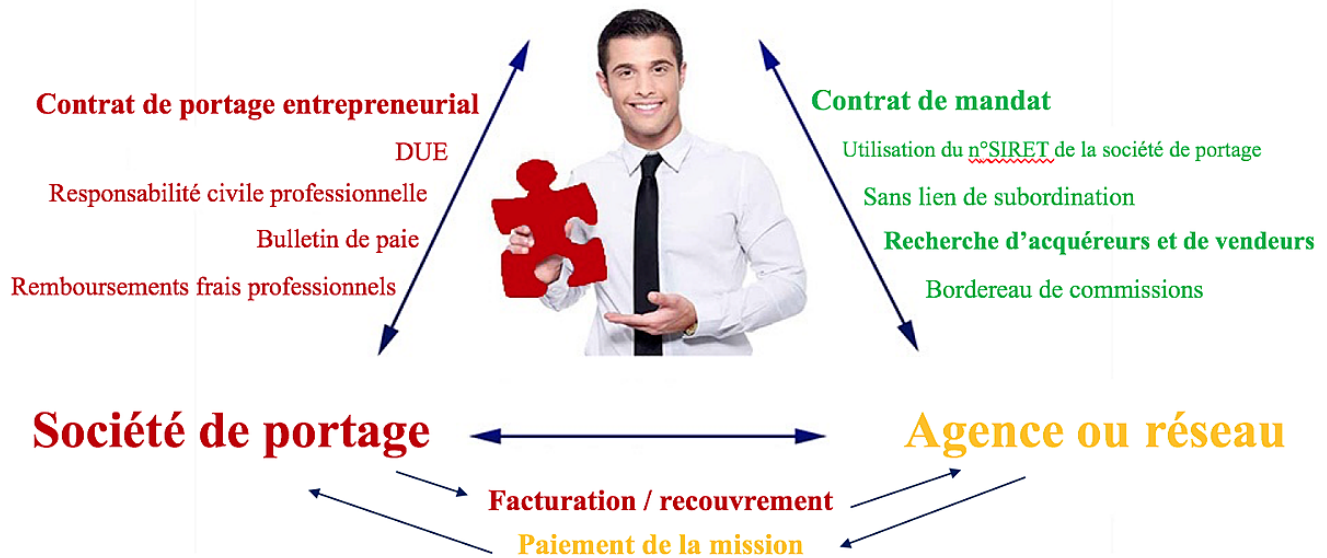 Contrat de portage entrepreneurial
DUE
Responsabilité civile professionnelle
Bulletin de paie
Remboursements frais professionnels
Contrat de mandat
Utilisation du n°SIRET de la société de portage
Sans lien de subordination
Recherche d’acquéreurs et de vendeurs
Bordereau de commissions
Société de portage
Agence ou réseau
Facturation / recouvrement
Paiement de la mission